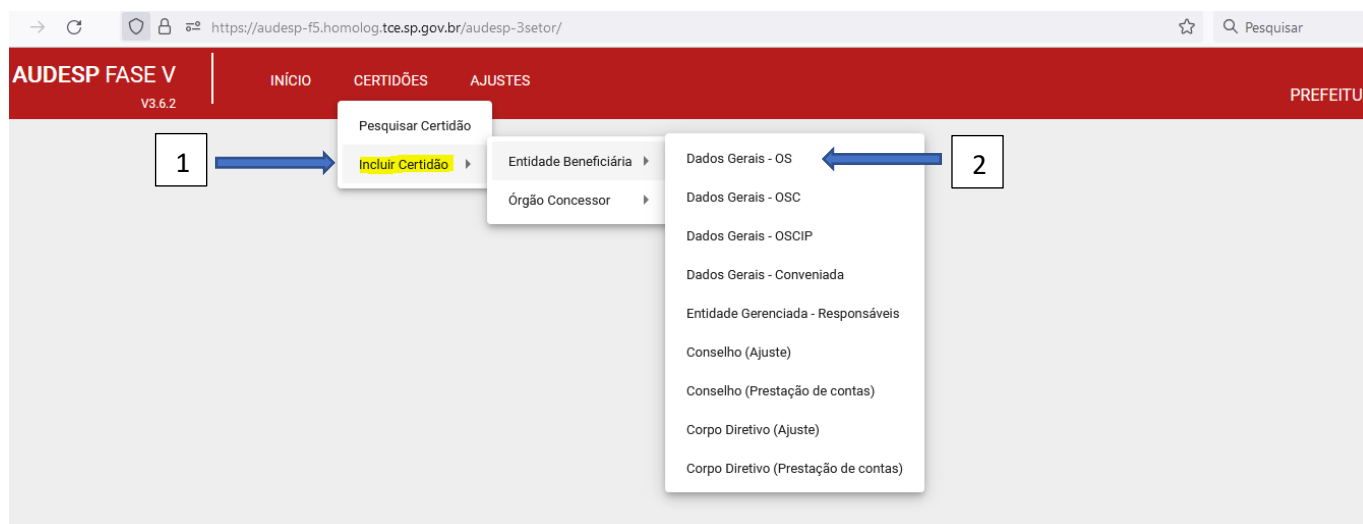 https://audesp-f5.homolog.tce.sp.gov.br/audesp-3setor/
Pesquisar
AUDESP FASE V
V3.6.2
INÍCIO
CERTIDÕES
AJUSTES
PREFEITU
Pesquisar Certidão
1
Incluir Certidão
Entidade Beneficiária
Órgão Concessor
Dados Gerais - OS
2
Dados Gerais - OSC
Dados Gerais - OSCIP
Dados Gerais - Conveniada
Entidade Gerenciada - Responsáveis
Conselho (Ajuste)
Conselho (Prestação de contas)
Corpo Diretivo (Ajuste)
Corpo Diretivo (Prestação de contas)